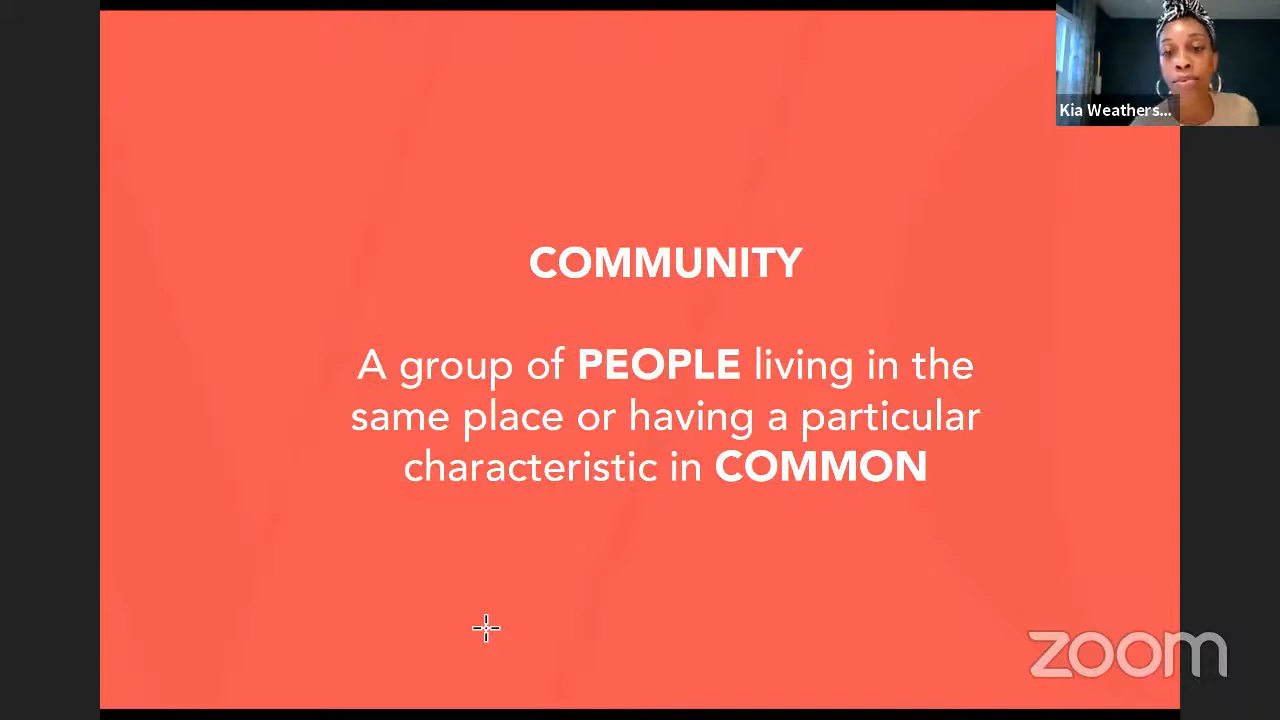 Kia Weathers...
COMMUNITY
A group of PEOPLE living in the
same place or having a particular
characteristic in COMMON
zoom